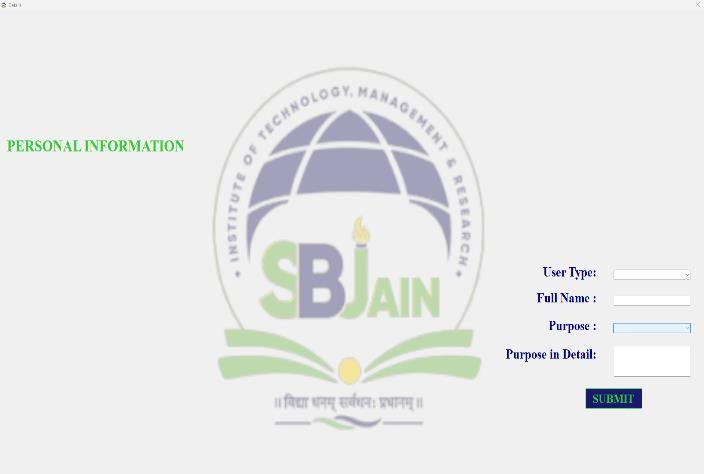 Details
INSTITUTE OF TECHNOLOGY, MANAGEMENT & RESEARCH
PERSONAL INFORMATION
SBJAIN
User Type:
Full Name :
Purpose :
Purpose in Detail:
SUBMIT
॥ विद्या धनम् सर्वधन: प्रधानम् ॥